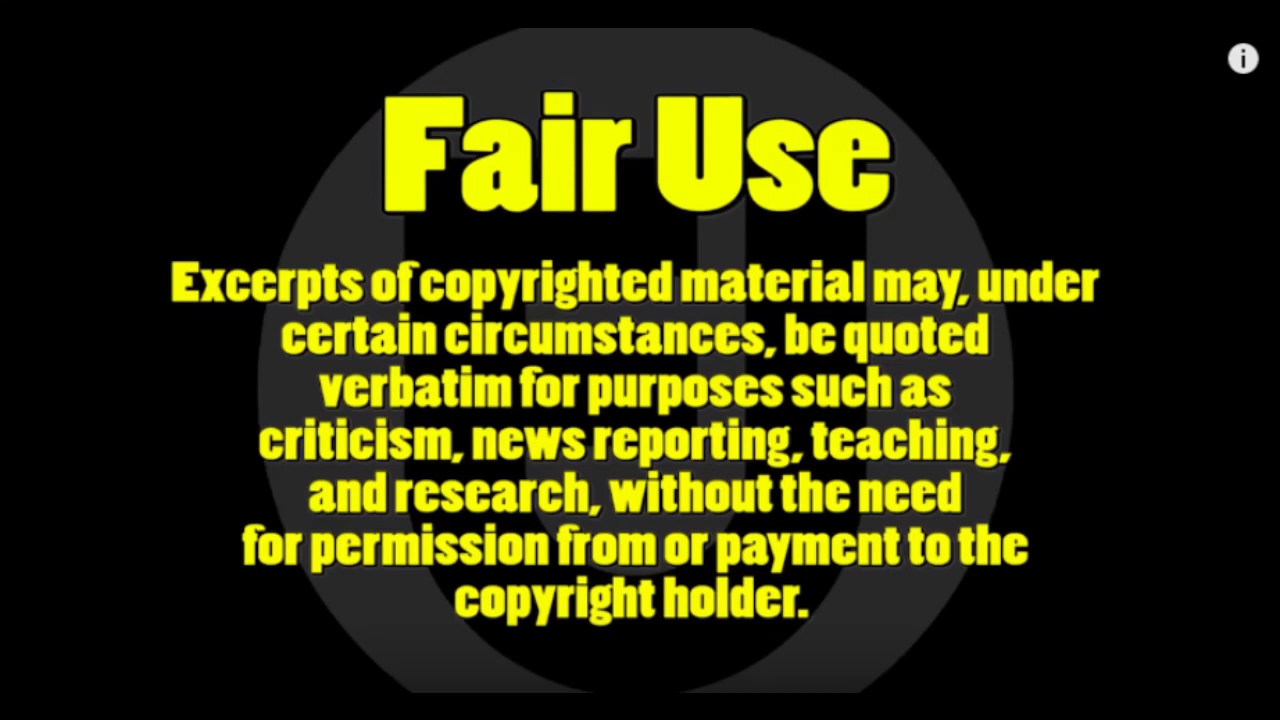 Fair Use
Excerpts of copyrighted material may, under
certain circumstances, be quoted
verbatim for purposes such as
criticism, news reporting, teaching,
and research, without the need
for permission from or payment to the
copyright holder.